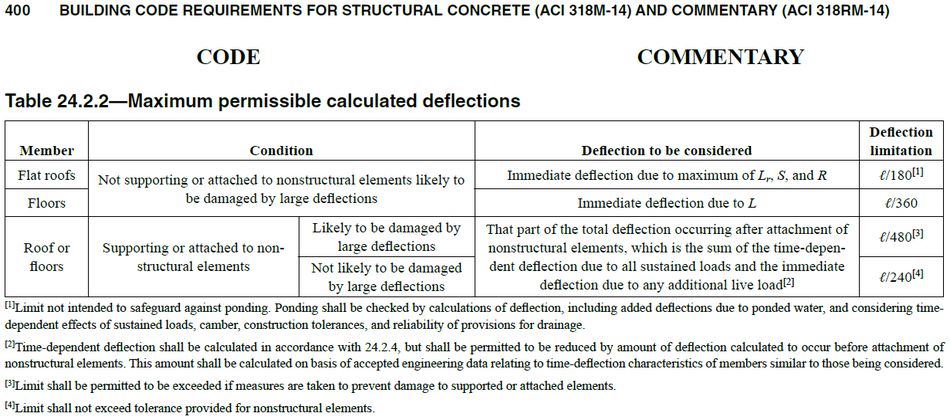 400 BUILDING CODE REQUIREMENTS FOR STRUCTURAL CONCRETE (ACI 318M-14) AND COMMENTARY (ACI 318RM-14)
CODE
COMMENTARY
Table 24.2.2—Maximum permissible calculated deflections
Member
Condition
Deflection to be considered
Deflection
limitation
Flat roofs
Not supporting or attached to nonstructural elements likely to
be damaged by large deflections
Immediate deflection due to maximum of Lr, S, and R
ℓ/180[1]
Floors
Immediate deflection due to L
ℓ/360
Roof or
floors
Supporting or attached to non-
structural elements
Likely to be damaged by
large deflections
That part of the total deflection occurring after attachment of
nonstructural elements, which is the sum of the time-depen-
dent deflection due to all sustained loads and the immediate
deflection due to any additional live load[2]
ℓ/480[3]
Not likely to be damaged
by large deflections
ℓ/240[4]
[1]Limit not intended to safeguard against ponding. Ponding shall be checked by calculations of deflection, including added deflections due to ponded water, and considering time-
dependent effects of sustained loads, camber, construction tolerances, and reliability of provisions for drainage.
[2]Time-dependent deflection shall be calculated in accordance with 24.2.4, but shall be permitted to be reduced by amount of deflection calculated to occur before attachment of
nonstructural elements. This amount shall be calculated on basis of accepted engineering data relating to time-deflection characteristics of members similar to those being considered.
[3]Limit shall be permitted to be exceeded if measures are taken to prevent damage to supported or attached elements.
[4]Limit shall not exceed tolerance provided for nonstructural elements.